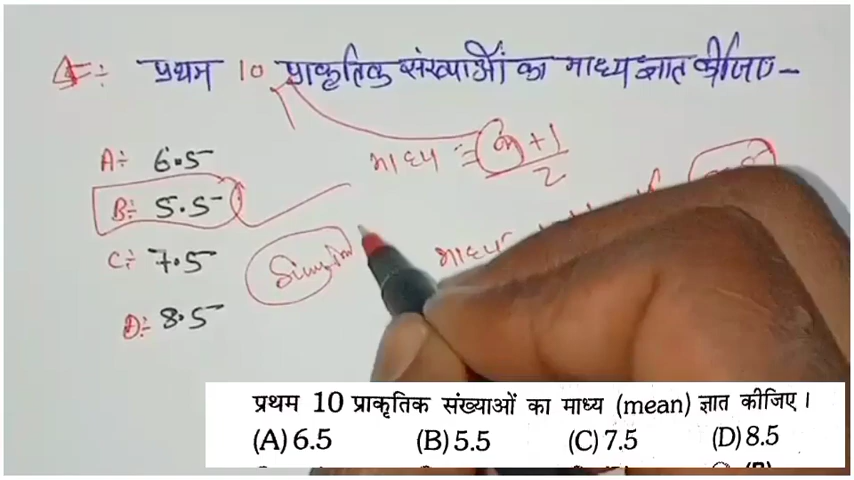 प्रथम 10 प्राकृतिक संख्याओं का माध्य ज्ञात कीजिए -
A÷ 6.5
माध्य = n + 1 / 2
B÷ 5.5
माध्य
C÷ 7.5
D÷ 8.5
प्रथम 10 प्राकृतिक संख्याओं का माध्य (mean) ज्ञात कीजिए।
(A) 6.5 (B) 5.5 (C) 7.5 (D) 8.5